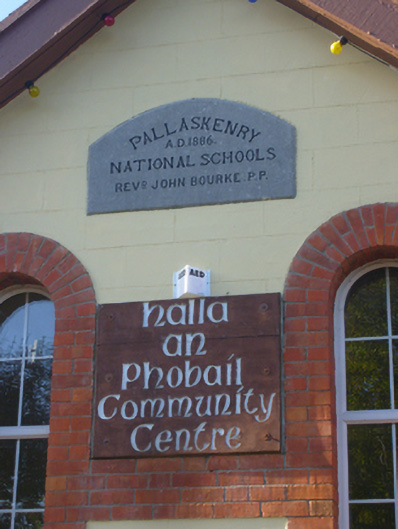 PALLASKENRY
A.D. 1886
NATIONAL SCHOOLS
REVD JOHN BOURKE P.P.
AED
halla
an
phobail
Community
Centre